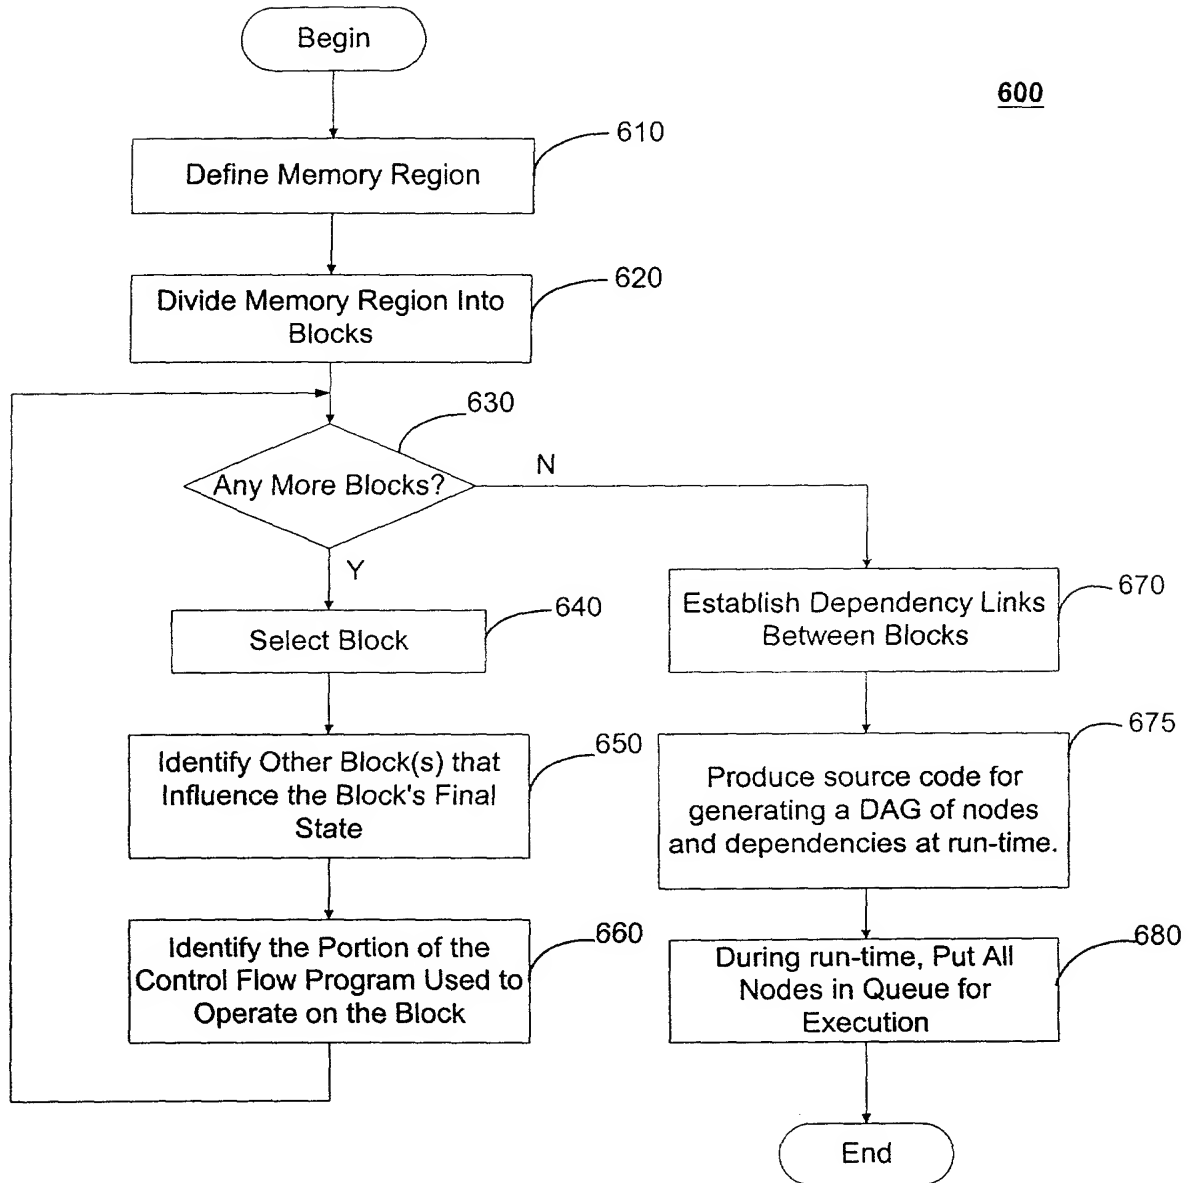 Begin
600
610
Define Memory Region
620
Divide Memory Region Into
Blocks
630
Any More Blocks?
N
Y
640
Select Block
650
Identify Other Block(s) that
Influence the Block's Final
State
660
Identify the Portion of the
Control Flow Program Used to
Operate on the Block
670
Establish Dependency Links
Between Blocks
675
Produce source code for
generating a DAG of nodes
and dependencies at run-time.
680
During run-time, Put All
Nodes in Queue for
Execution
End